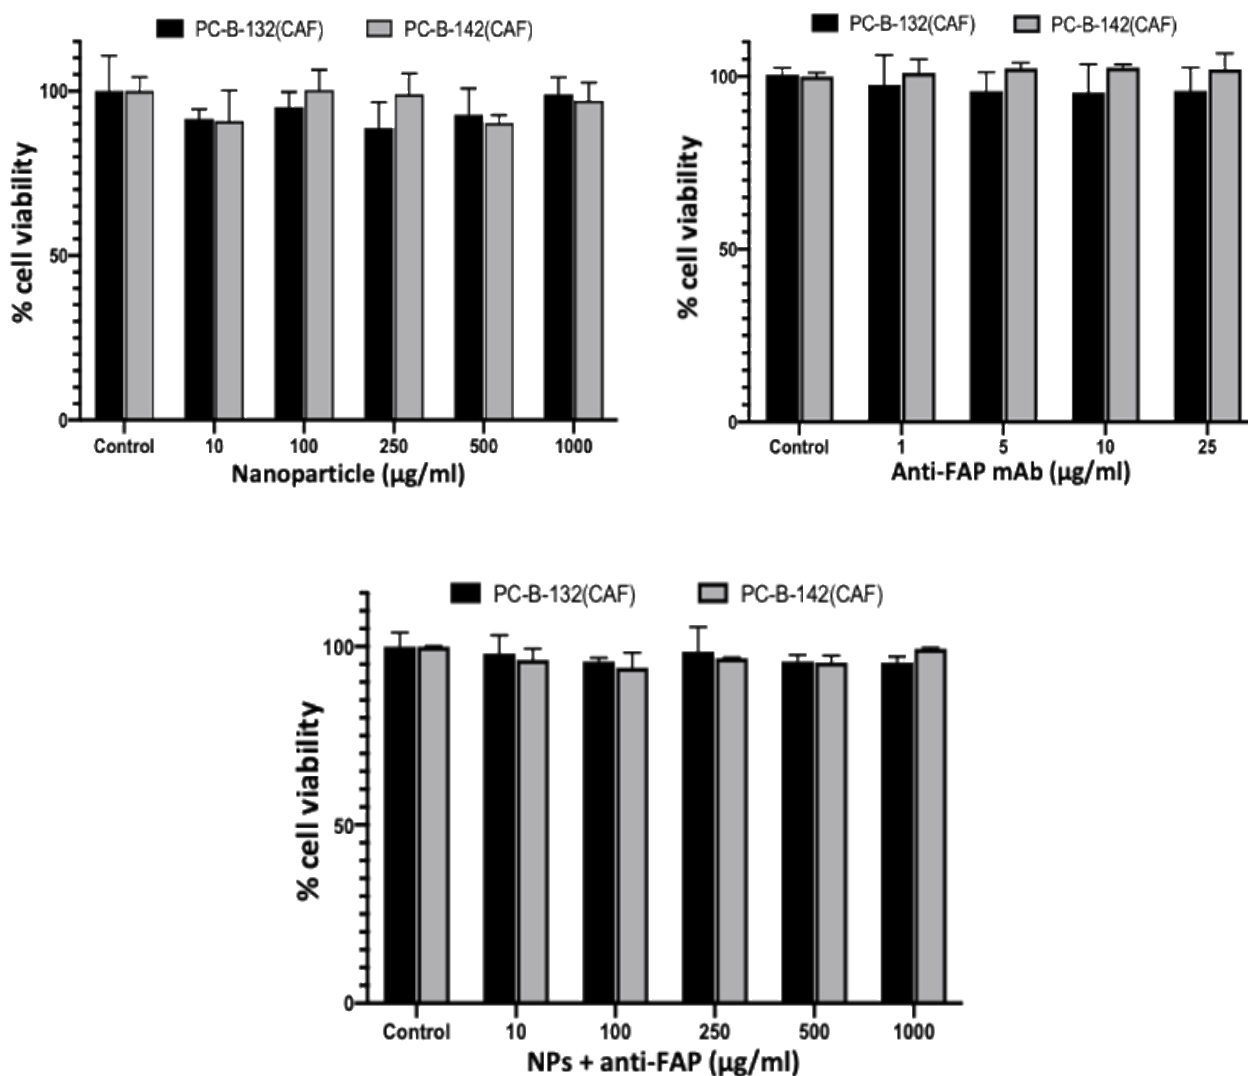 PC-B-132(CAF) PC-B-142(CAF)
% cell viability
100
50
0
Control 10 100 250 500 1000
Nanoparticle (µg/ml)
PC-B-132(CAF) PC-B-142(CAF)
% cell viability
100
50
0
Control 1 5 10 25
Anti-FAP mAb (µg/ml)
PC-B-132(CAF) PC-B-142(CAF)
% cell viability
100
50
0
Control 10 100 250 500 1000
NPs + anti-FAP (µg/ml)